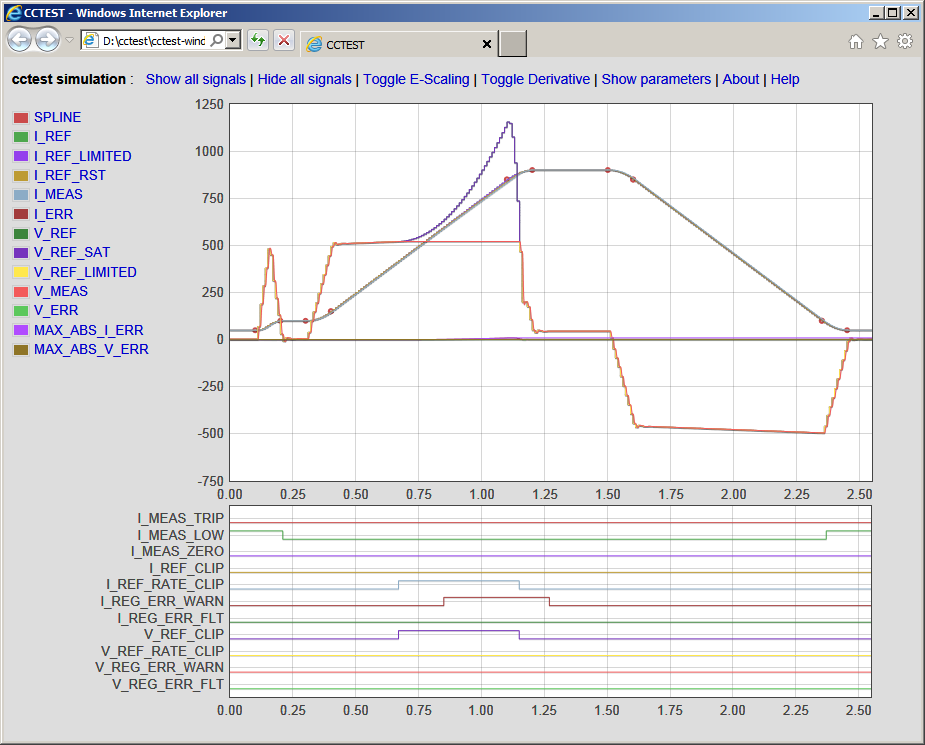 CCTEST - Windows Internet Explorer
D:\cctest\cctest-wind
CCTEST
cctest simulation : Show all signals | Hide all signals | Toggle E-Scaling | Toggle Derivative | Show parameters | About | Help
SPLINE
I_REF
I_REF_LIMITED
I_REF_RST
I_MEAS
I_ERR
V_REF
V_REF_SAT
V_REF_LIMITED
V_MEAS
V_ERR
MAX_ABS_I_ERR
MAX_ABS_V_ERR
1250
1000
750
500
250
0
-250
-500
-750
0.00 0.25 0.50 0.75 1.00 1.25 1.50 1.75 2.00 2.25 2.50
I_MEAS_TRIP
I_MEAS_LOW
I_MEAS_ZERO
I_REF_CLIP
I_REF_RATE_CLIP
I_REG_ERR_WARN
I_REG_ERR_FLT
V_REF_CLIP
V_REF_RATE_CLIP
V_REG_ERR_WARN
V_REG_ERR_FLT
0.00 0.25 0.50 0.75 1.00 1.25 1.50 1.75 2.00 2.25 2.50